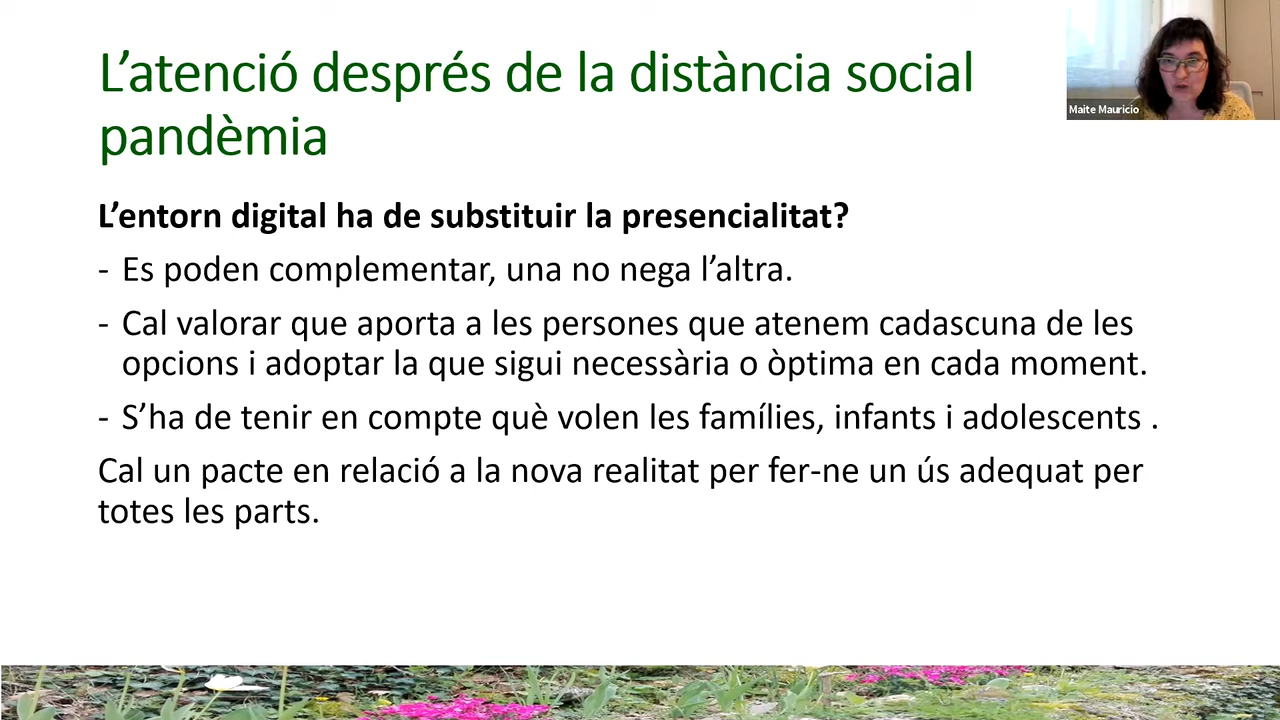 L’atenció després de la distància social
pandèmia
Maite Mauricio
L’entorn digital ha de substituir la presencialitat?
- Es poden complementar, una no nega l’altra.
- Cal valorar que aporta a les persones que atenem cadascuna de les
opcions i adoptar la que sigui necessària o òptima en cada moment.
- S’ha de tenir en compte què volen les famílies, infants i adolescents .
Cal un pacte en relació a la nova realitat per fer-ne un ús adequat per
totes les parts.